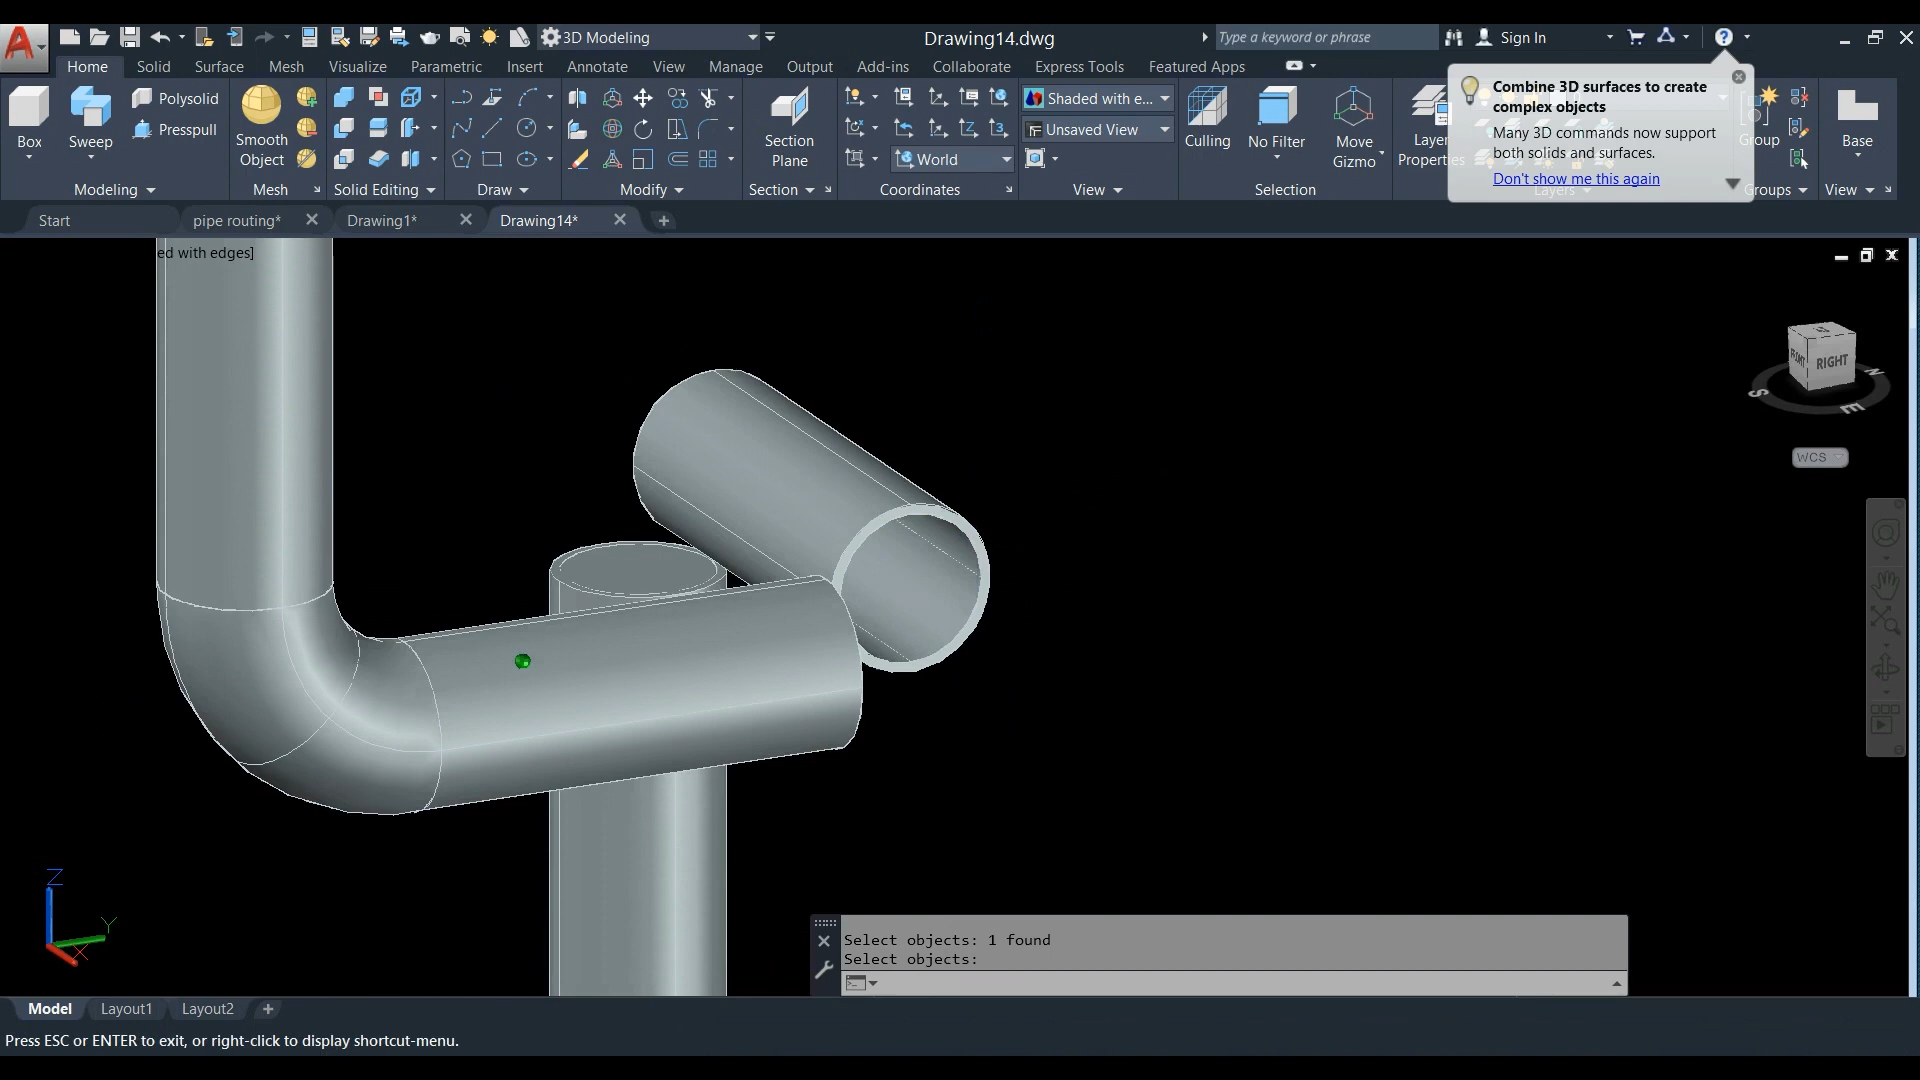 3D Modeling
Drawing14.dwg
Type a keyword or phrase
Sign In
Home Solid Surface Mesh Visualize Parametric Insert Annotate View Manage Output Add-ins Collaborate Express Tools Featured Apps
Box
Sweep
Polysolid
Presspull
Smooth
Object
Section
Plane
Shaded with e...
Unsaved View
World
Culling
No Filter
Move
Gizmo
Layer
Properties
Group
Base
Modeling
Mesh
Solid Editing
Draw
Modify
Section
Coordinates
View
Selection
Layers
Groups
View
Combine 3D surfaces to create
complex objects
Many 3D commands now support
both solids and surfaces.
Don't show me this again
Start
pipe routing*
Drawing1*
Drawing14*
ed with edges]
FRONT
RIGHT
S
E
N
WCS
Z
Y
X
Select objects: 1 found
Select objects:
Model
Layout1
Layout2
Press ESC or ENTER to exit, or right-click to display shortcut-menu.